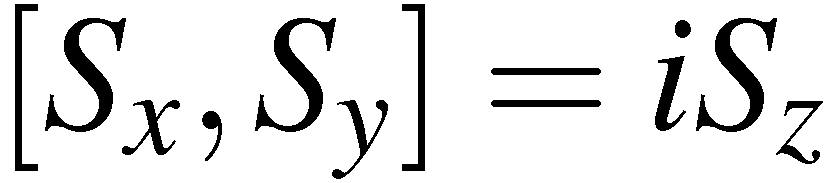 [S_x, S_y] = iS_z